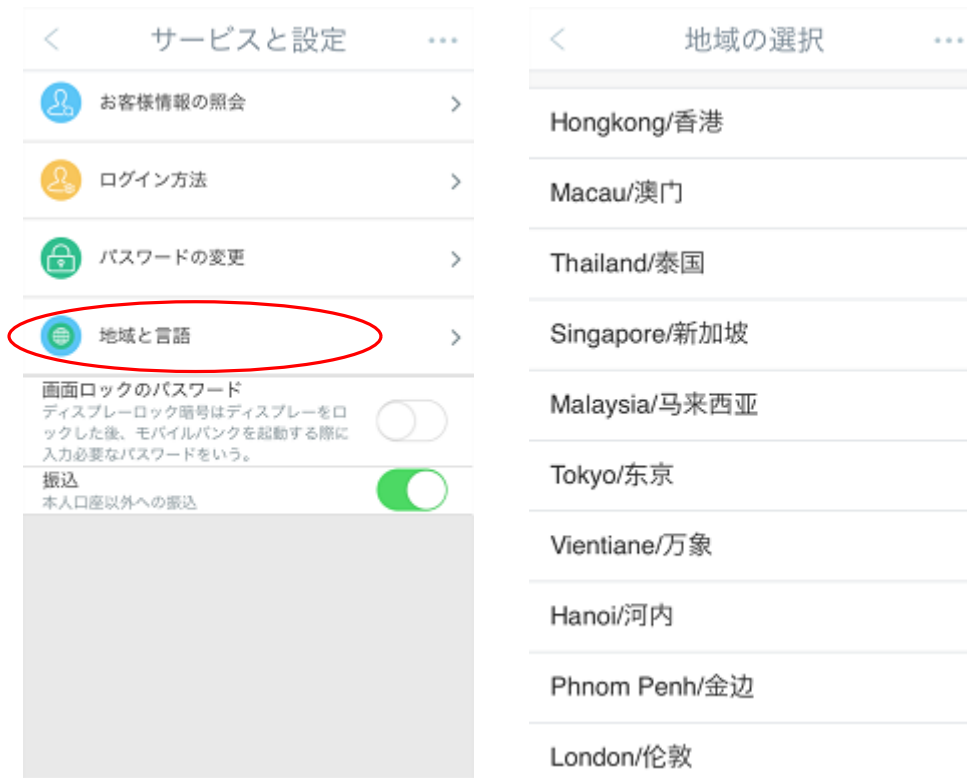 サービスと設定
お客様情報の照会
ログイン方法
パスワードの変更
地域と言語
画面ロックのパスワード
ディスプレーロック暗号はディスプレーをロ
ックした後、モバイルバンクを起動する際に
入力必要なパスワードをいう。
振込
本人口座以外への振込
地域の選択
Hongkong/香港
Macau/澳门
Thailand/泰国
Singapore/新加坡
Malaysia/马来西亚
Tokyo/东京
Vientiane/万象
Hanoi/河内
Phnom Penh/金边
London/伦敦